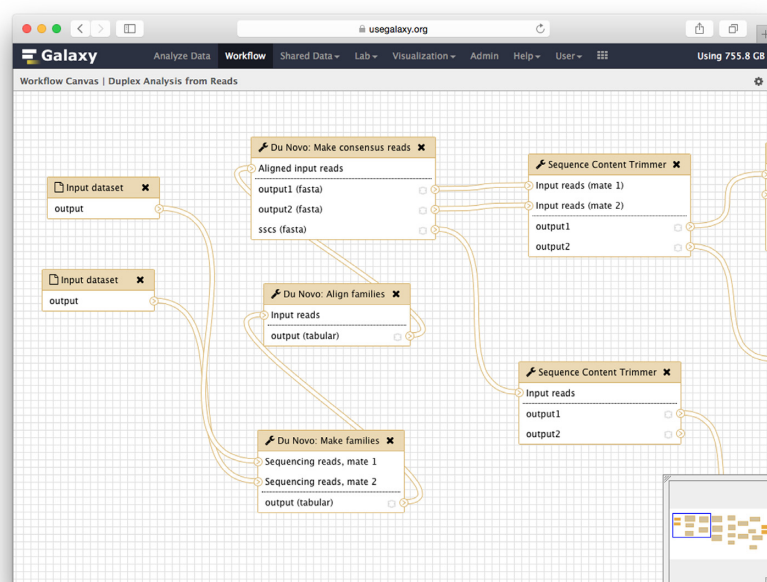 usegalaxy.org
Galaxy
Analyze Data Workflow Shared Data Lab Visualization Admin Help User
Using 755.8 GB
Workflow Canvas | Duplex Analysis from Reads
Input dataset
output
Input dataset
output
Du Novo: Make consensus reads
Aligned input reads
output1 (fasta)
output2 (fasta)
sscs (fasta)
Du Novo: Align families
Input reads
output (tabular)
Du Novo: Make families
Sequencing reads, mate 1
Sequencing reads, mate 2
output (tabular)
Sequence Content Trimmer
Input reads (mate 1)
Input reads (mate 2)
output1
output2
Sequence Content Trimmer
Input reads
output1
output2